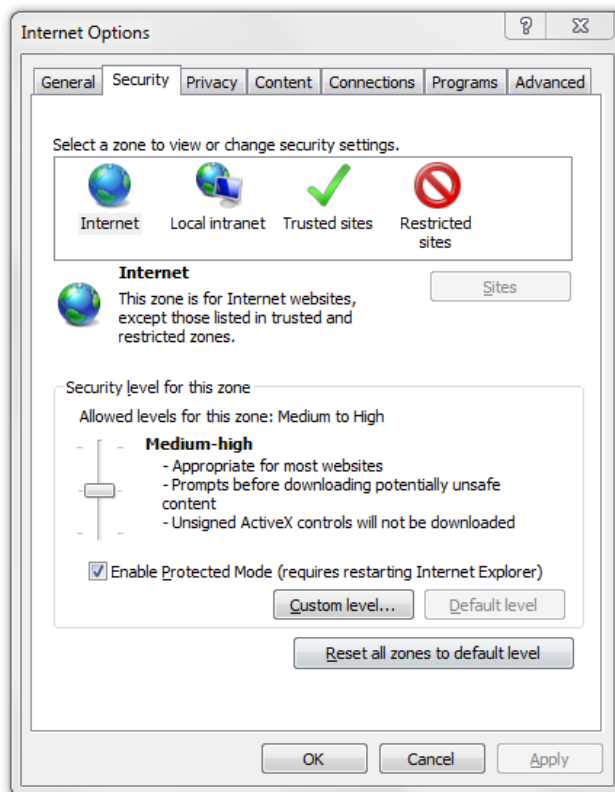 Internet Options
General Security Privacy Content Connections Programs Advanced
Select a zone to view or change security settings.
Internet Local intranet Trusted sites Restricted
sites
Internet
Sites
This zone is for Internet websites,
except those listed in trusted and
restricted zones.
Security level for this zone
Allowed levels for this zone: Medium to High
Medium-high
- Appropriate for most websites
- Prompts before downloading potentially unsafe
content
- Unsigned ActiveX controls will not be downloaded
Enable Protected Mode (requires restarting Internet Explorer)
Custom level... Default level
Reset all zones to default level
OK Cancel Apply